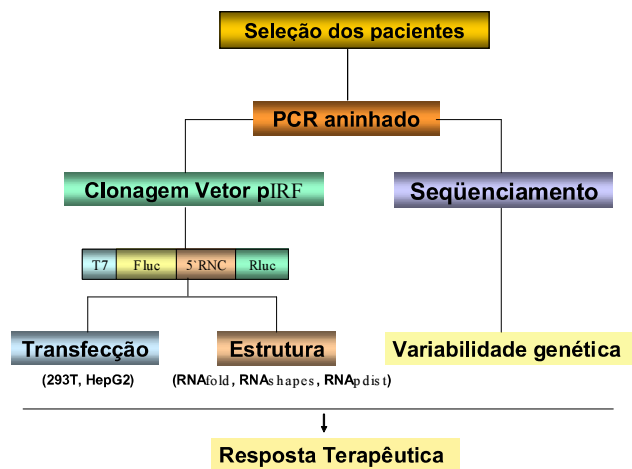 Seleção dos pacientes
PCR aninhado
Clonagem Vetor pIRF
Seqüenciamento
T7 Fluc 5`RNC Rluc
Transfecção
Estrutura
Variabilidade genética
(293T, HepG2)
(RNAfold, RNAshapes, RNApdist)
Resposta Terapêutica